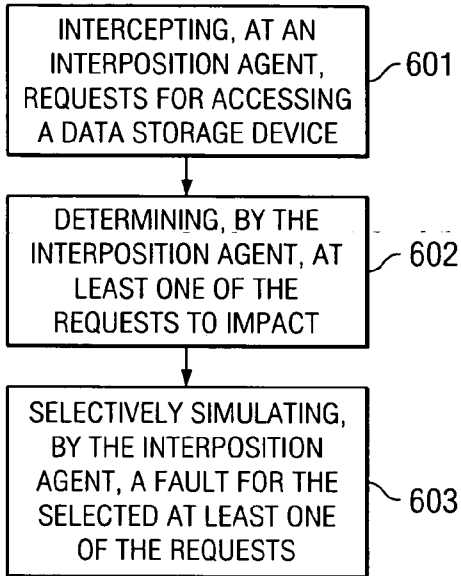 INTERCEPTING, AT AN
INTERPOSITION AGENT,
REQUESTS FOR ACCESSING
A DATA STORAGE DEVICE
601
DETERMINING, BY THE
INTERPOSITION AGENT, AT
LEAST ONE OF THE
REQUESTS TO IMPACT
602
SELECTIVELY SIMULATING,
BY THE INTERPOSITION
AGENT, A FAULT FOR THE
SELECTED AT LEAST ONE
OF THE REQUESTS
603